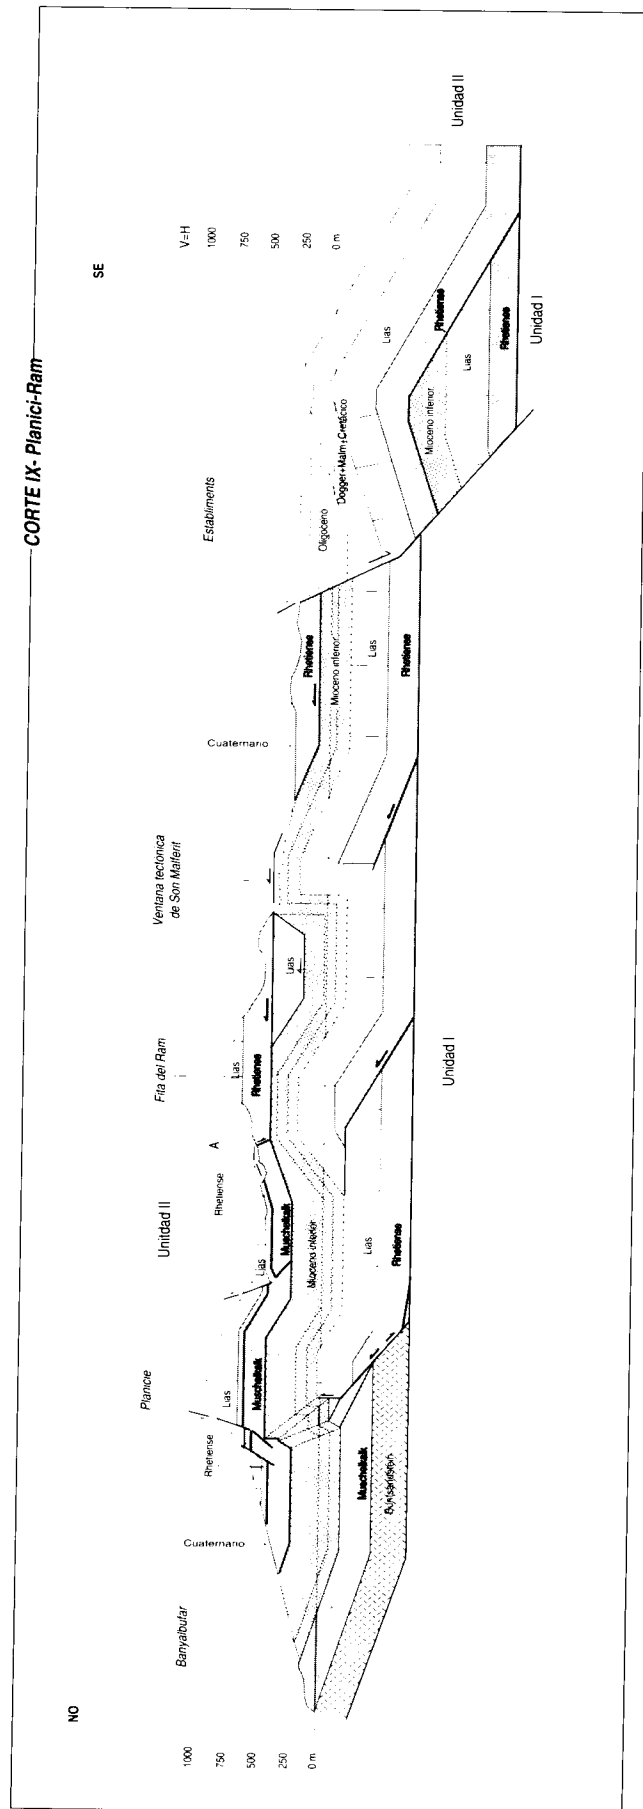 CORTE IX- Planici-Ram
NO
SE
V=H
1000
750
500
250
0 m
1000
750
500
250
0 m
Banyalbufar
Planicie
Fita del Ram
Ventana tectónica
de Son Malferit
Establiments
Unitdad II
Unidad II
Cuaternario
Rhetiense
Lias
Muschelkalk
Lias
Rhetiense
A
Muschelkalk
Lias
Rhetiense
Lias
Cuaternario
Rhetiense
Mioceno inferior
Oligoceno
Dogger+Malm+Cretácico
Lias
Rhetiense
Mioceno inferior
Lias
Rhetiense
Mioceno inferior
Lias
Rhetiense
Lias
Rhetiense
Muschelkalk
Buntsandstein
Unidad I
Unidad I